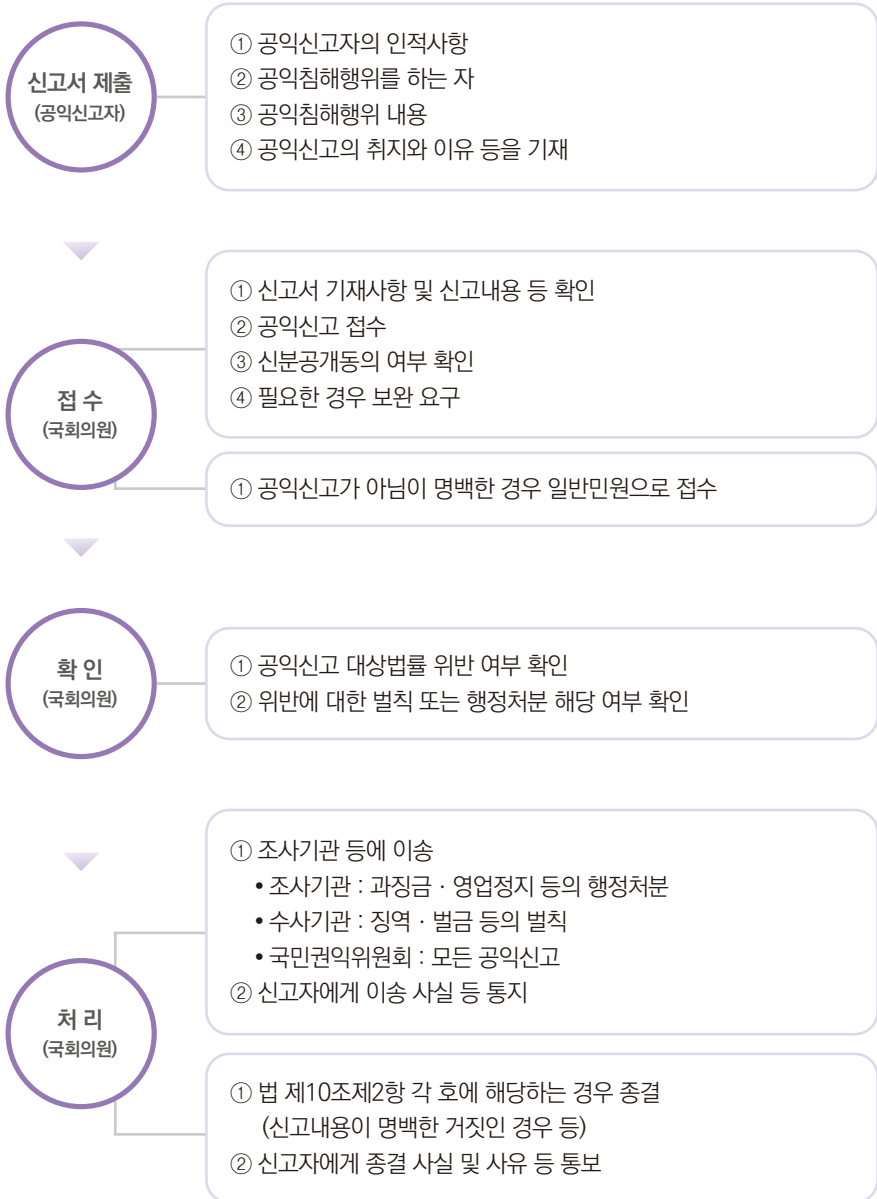 신고서 제출
(공익신고자)
① 공익신고자의 인적사항
② 공익침해행위를 하는 자
③ 공익침해행위 내용
④ 공익신고의 취지와 이유 등을 기재
접 수
(국회의원)
① 신고서 기재사항 및 신고내용 등 확인
② 공익신고 접수
③ 신분공개동의 여부 확인
④ 필요한 경우 보완 요구
① 공익신고가 아님이 명백한 경우 일반민원으로 접수
확 인
(국회의원)
① 공익신고 대상법률 위반 여부 확인
② 위반에 대한 벌칙 또는 행정처분 해당 여부 확인
처 리
(국회의원)
① 조사기관 등에 이송
• 조사기관 : 과징금 · 영업정지 등의 행정처분
• 수사기관 : 징역 · 벌금 등의 벌칙
• 국민권익위원회 : 모든 공익신고
② 신고자에게 이송 사실 등 통지
① 법 제10조제2항 각 호에 해당하는 경우 종결
(신고내용이 명백한 거짓인 경우 등)
② 신고자에게 종결 사실 및 사유 등 통보